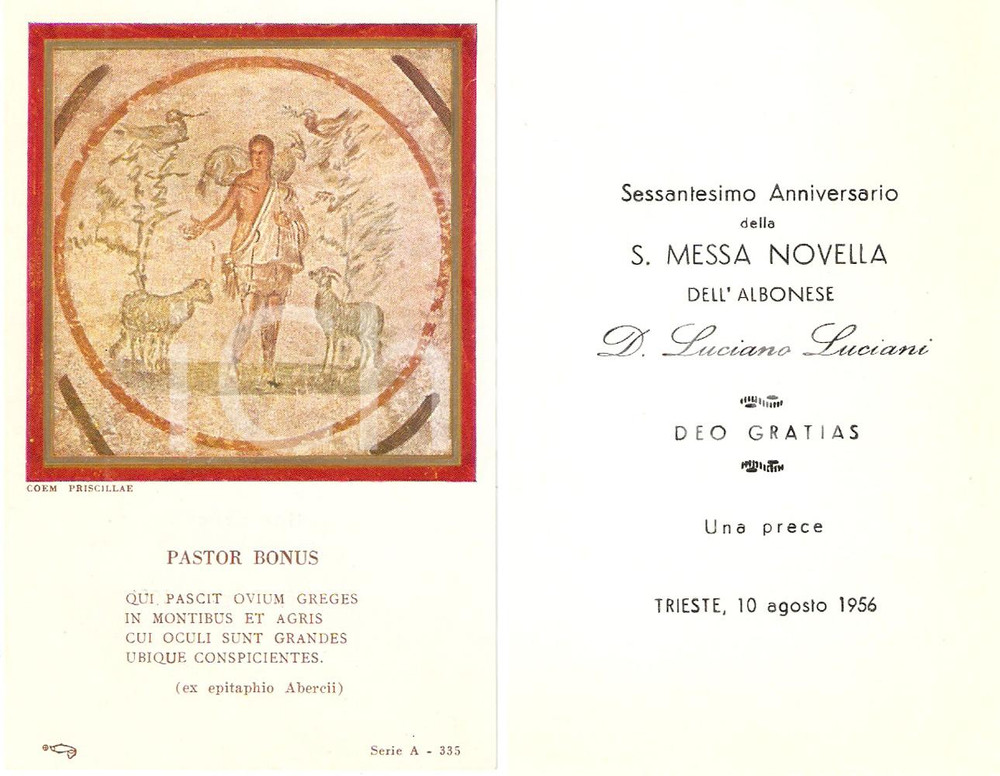 COEM PRISCILLAE
PASTOR BONUS
QUI PASCIT OVIUM GREGES
IN MONTIBUS ET AGRIS
CUI OCULI SUNT GRANDES
UBIQUE CONSPICIENTES.
(ex epitaphio Abercii)
Serie A - 335
Sessantesimo Anniversario
della
S. MESSA NOVELLA
DELL' ALBONESE
D. Luciano Luciani
DEO GRATIAS
Una prece
TRIESTE, 10 agosto 1956